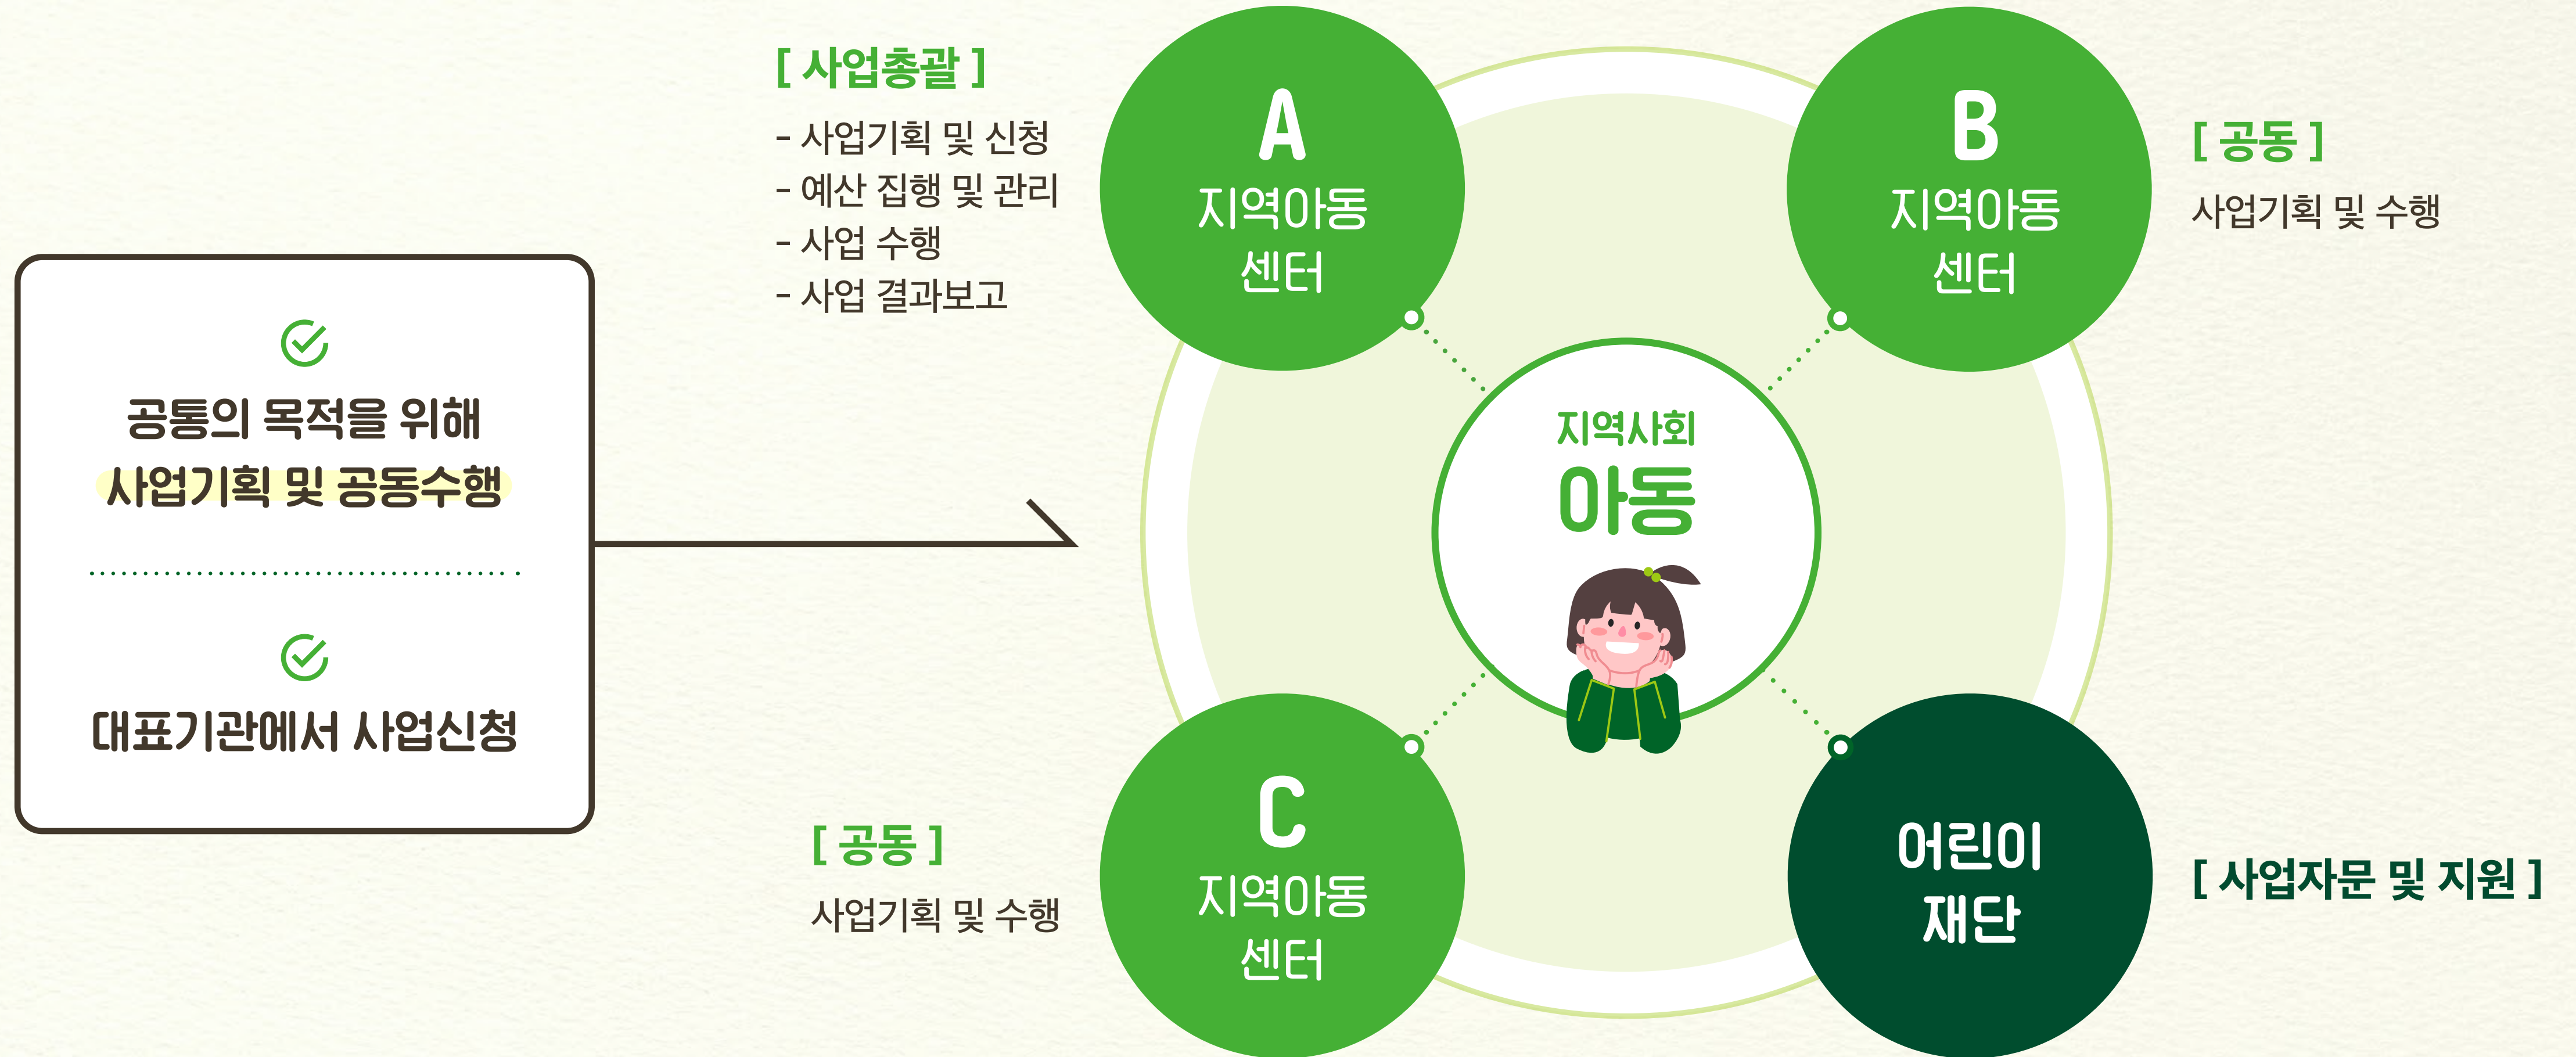 공통의 목적을 위해
사업기획 및 공동수행
대표기관에서 사업신청
[ 사업총괄 ]
- 사업기획 및 신청
- 예산 집행 및 관리
- 사업 수행
- 사업 결과보고
A
지역아동
센터
B
지역아동
센터
[ 공동 ]
사업기획 및 수행
지역사회
아동
[ 공동 ]
사업기획 및 수행
C
지역아동
센터
어린이
재단
[ 사업자문 및 지원 ]